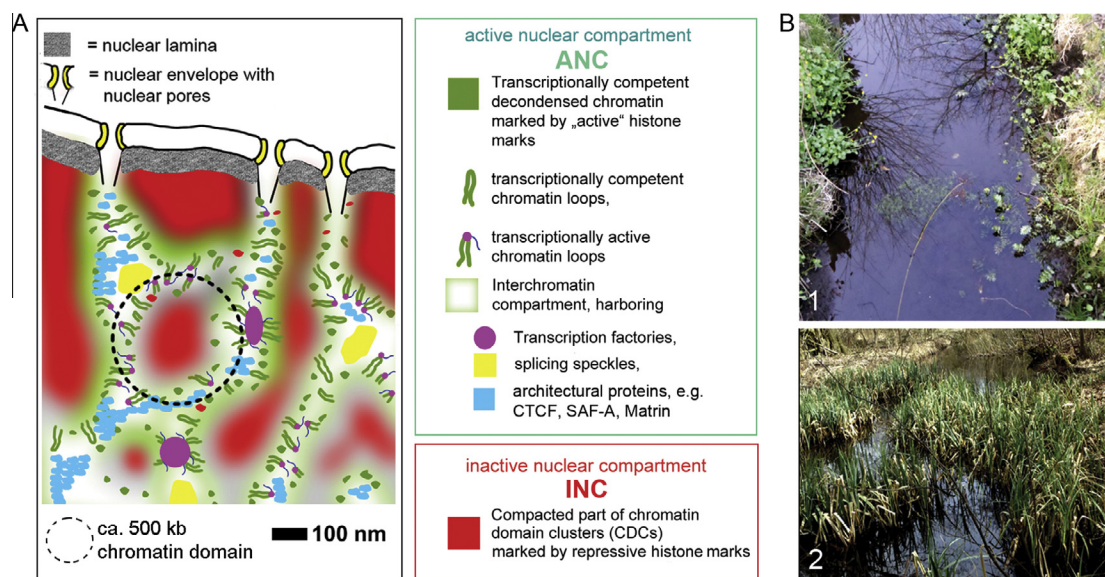 A
= nuclear lamina
= nuclear envelope with
nuclear pores
ca. 500 kb
chromatin domain
100 nm
active nuclear compartment
ANC
Transcriptionally competent
decondensed chromatin
marked by „active“ histone
marks
transcriptionally competent
chromatin loops,
transcriptionally active
chromatin loops
Interchromatin
compartment, harboring
Transcription factories,
splicing speckles,
architectural proteins, e.g.
CTCF, SAF-A, Matrin
inactive nuclear compartment
INC
Compacted part of chromatin
domain clusters (CDCs)
marked by repressive histone marks
B
1
2